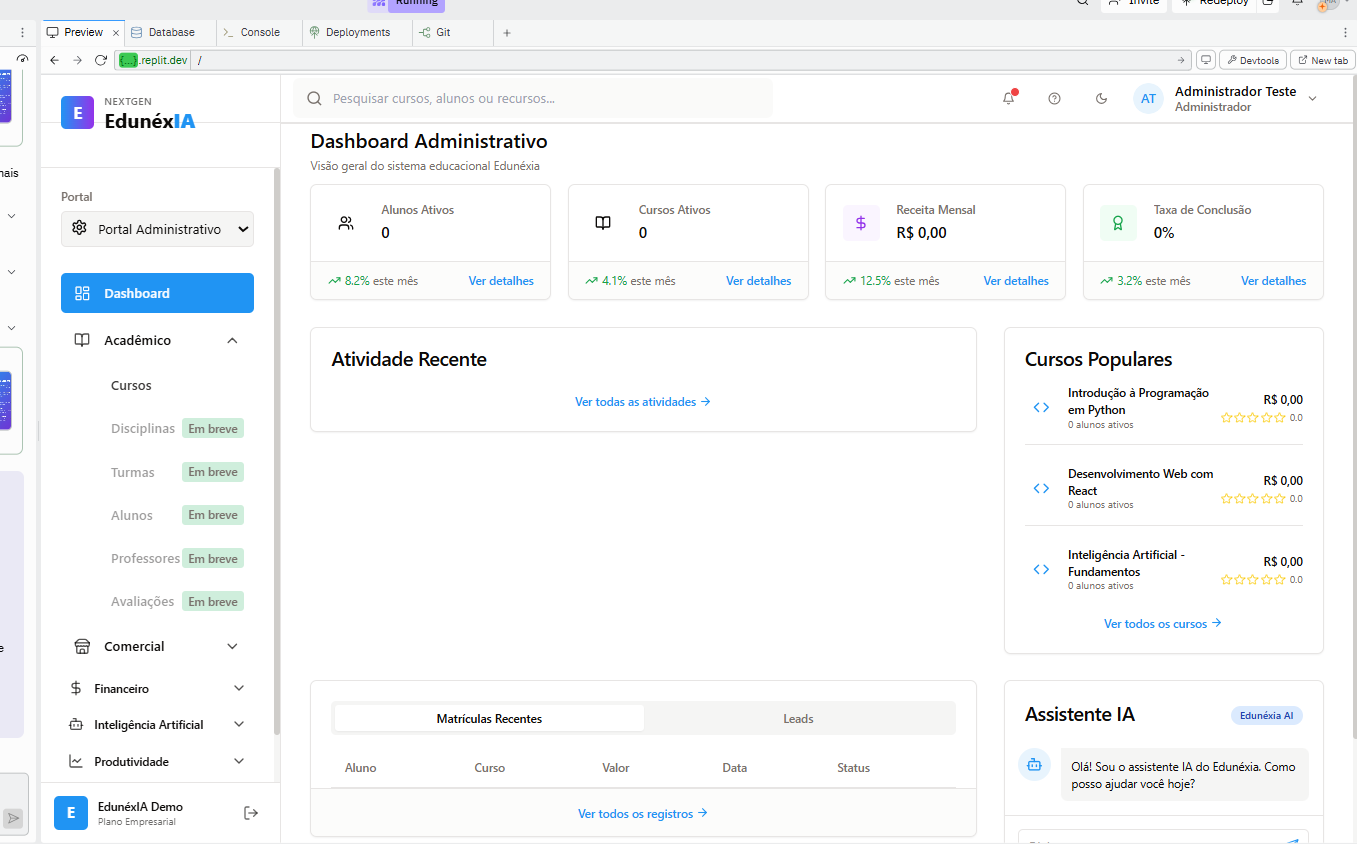 Running
Invite
Redeploy
Preview
Database
Console
Deployments
Git
{...}.replit.dev /
Devtools
New tab
NEXTGEN
E
EdunéxIA
Pesquisar cursos, alunos ou recursos...
AT
Administrador Teste
Administrador
Portal
Portal Administrativo
Dashboard
Acadêmico
Cursos
Disciplinas Em breve
Turmas Em breve
Alunos Em breve
Professores Em breve
Avaliações Em breve
Comercial
Financeiro
Inteligência Artificial
Produtividade
E
EdunéxIA Demo
Plano Empresarial
Dashboard Administrativo
Visão geral do sistema educacional Edunéxia
Alunos Ativos
0
8.2% este mês
Ver detalhes
Cursos Ativos
0
4.1% este mês
Ver detalhes
Receita Mensal
R$ 0,00
12.5% este mês
Ver detalhes
Taxa de Conclusão
0%
3.2% este mês
Ver detalhes
Atividade Recente
Ver todas as atividades →
Cursos Populares
Introdução à Programação
em Python
0 alunos ativos
R$ 0,00
0.0
Desenvolvimento Web com
React
0 alunos ativos
R$ 0,00
0.0
Inteligência Artificial -
Fundamentos
0 alunos ativos
R$ 0,00
0.0
Ver todos os cursos →
Matrículas Recentes
Leads
Aluno Curso Valor Data Status
Ver todos os registros →
Assistente IA
Edunéxia AI
Olá! Sou o assistente IA do Edunéxia. Como
posso ajudar você hoje?